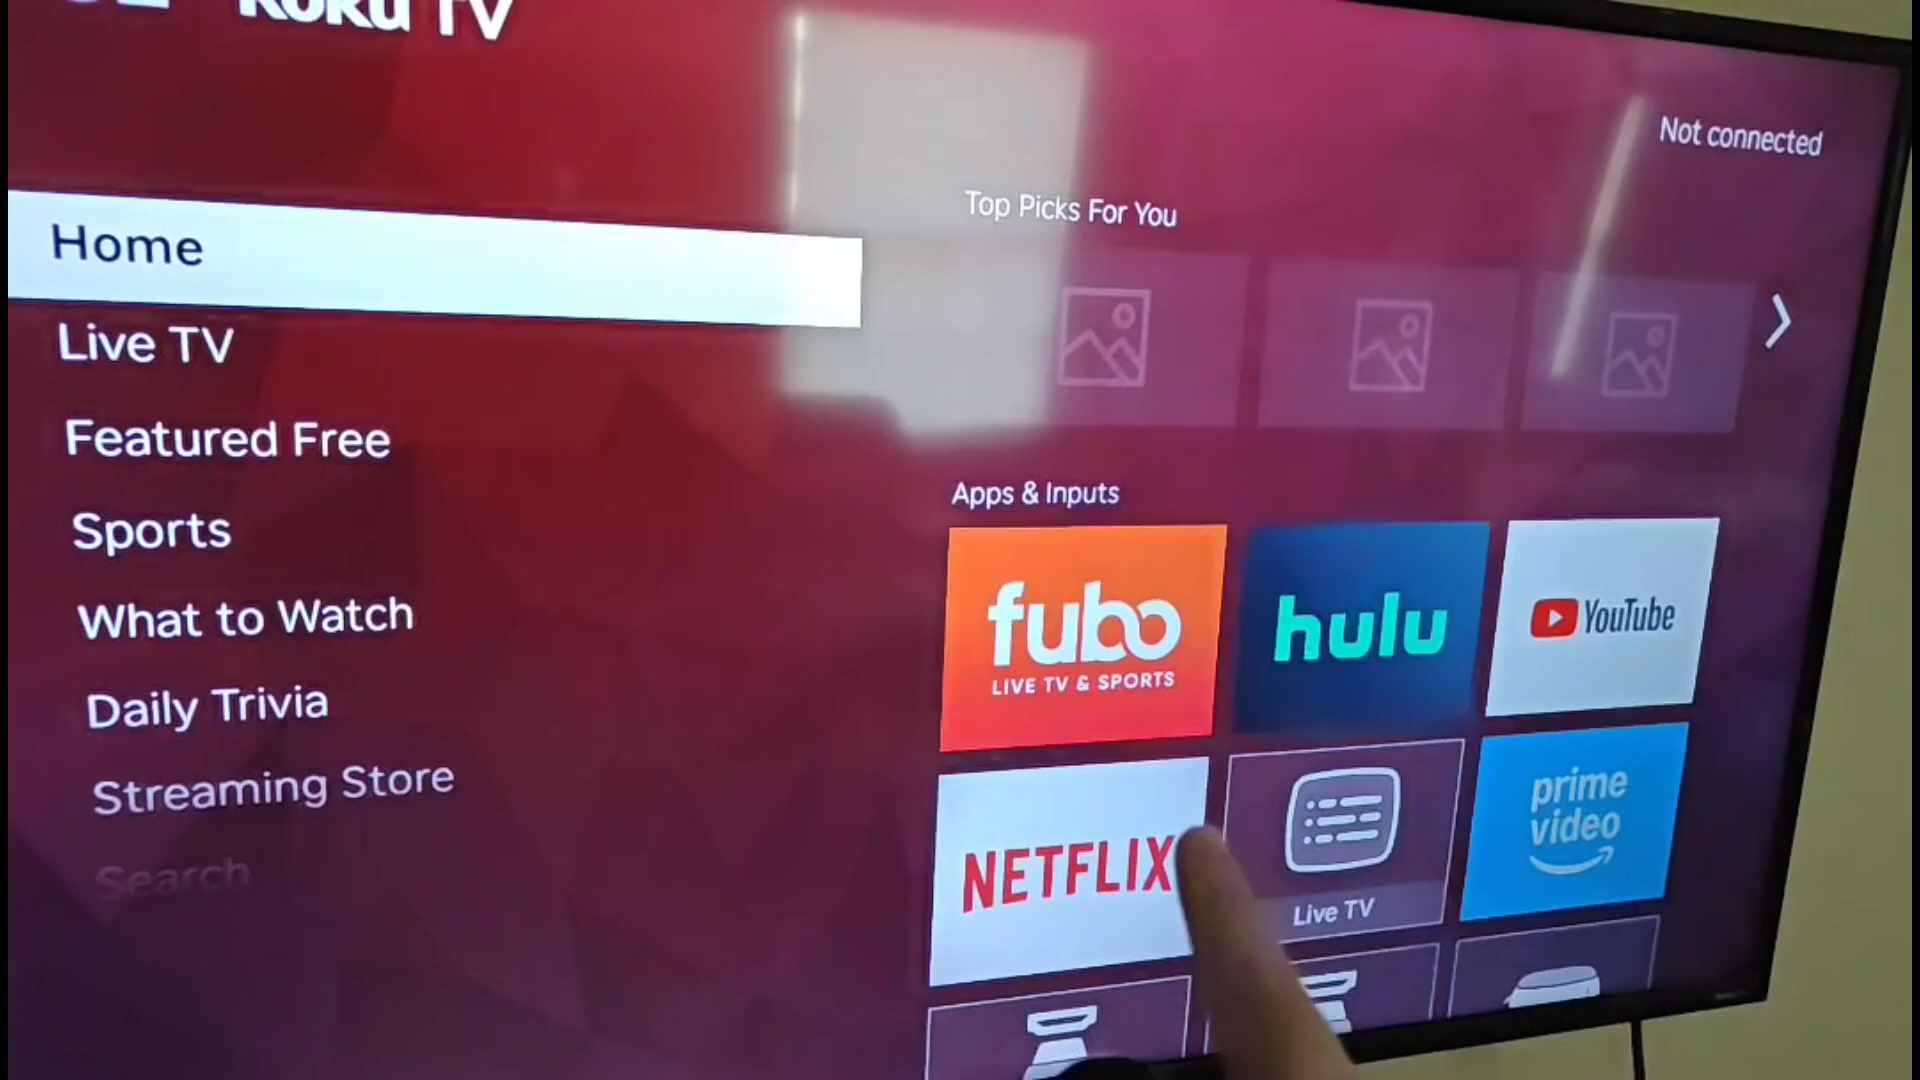 Roku TV
Not connected
Home
Live TV
Featured Free
Sports
What to Watch
Daily Trivia
Streaming Store
Search
Top Picks For You
Apps & Inputs
fubo
LIVE TV & SPORTS
hulu
YouTube
NETFLIX
Live TV
prime
video